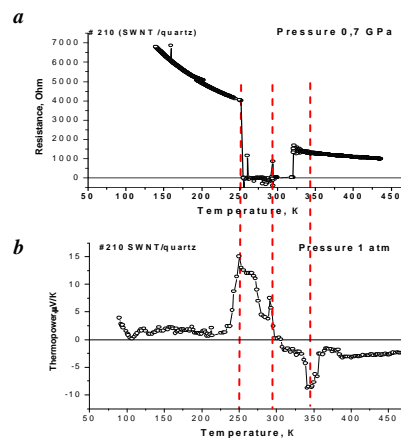 a
# 210 (SWNT /quartz) Pressure 0,7 GPa
7000
6000
5000
4000
3000
2000
1000
0
Resistance, Ohm
50 100 150 200 250 300 350 400 450
Temperature, K
b
#210 SWNT/quartz Pressure 1 atm
15
10
5
0
-5
-10
Thermopower, μV/K
50 100 150 200 250 300 350 400 450
Temperature, K